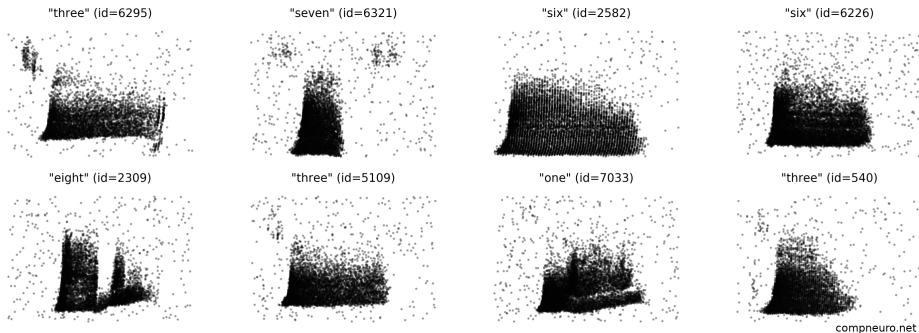 "three" (id=6295)
"seven" (id=6321)
"six" (id=2582)
"six" (id=6226)
"eight" (id=2309)
"three" (id=5109)
"one" (id=7033)
"three" (id=540)
compneuro.net